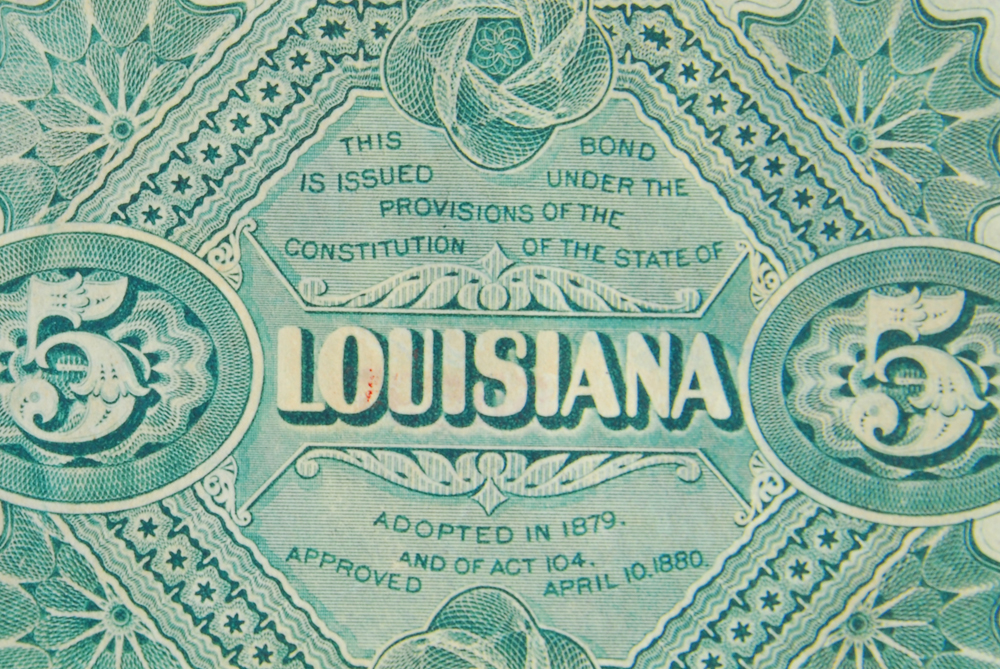 THIS BOND
IS ISSUED UNDER THE
PROVISIONS OF THE
CONSTITUTION OF THE STATE OF
5 LOUISIANA 5
ADOPTED IN 1879.
AND OF ACT 104.
APPROVED APRIL 10. 1880.